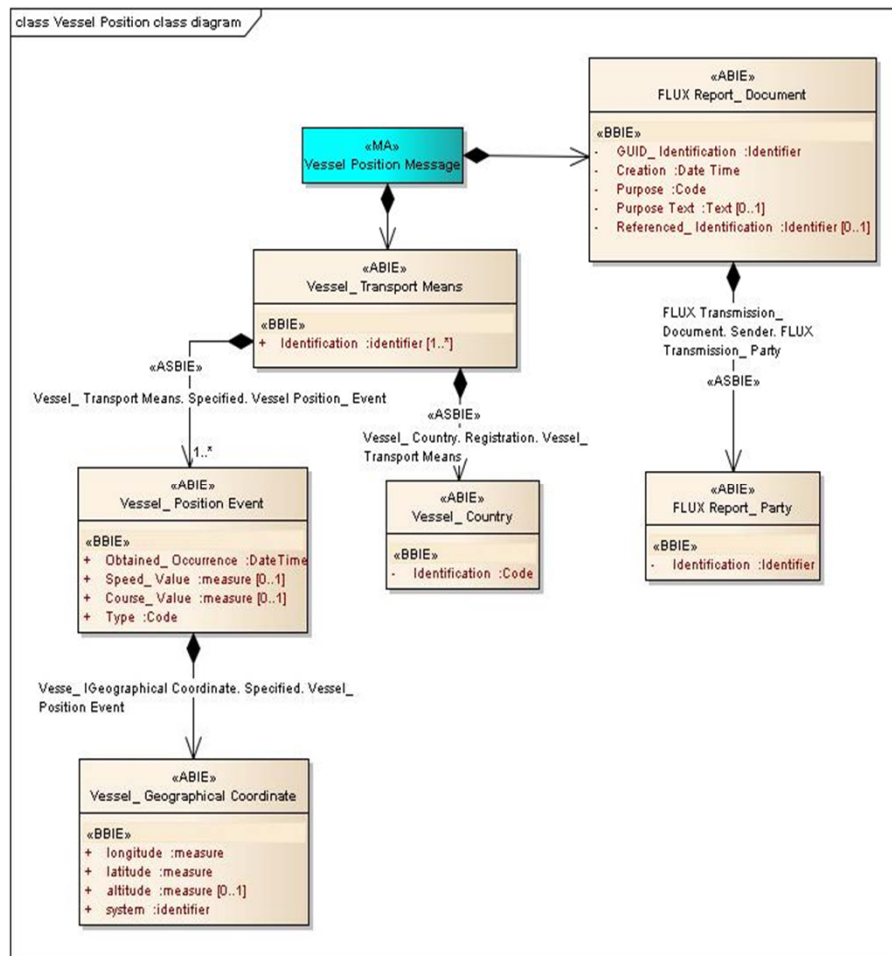 class Vessel Position class diagram
«ABIE»
FLUX Report_ Document
«BBIE»
- GUID_ Identification :Identifier
- Creation :Date Time
- Purpose :Code
- Purpose Text :Text [0..1]
- Referenced_ Identification :Identifier [0..1]
«MA»
Vessel Position Message
«ABIE»
Vessel_ Transport Means
«BBIE»
+ Identification :identifier [1..*]
FLUX Transmission_
Document. Sender. FLUX
Transmission_ Party
«ASBIE»
«ASBIE»
Vessel_ Transport Means. Specified. Vessel Position_ Event
1..*
«ASBIE»
Vessel_ Country. Registration. Vessel_
Transport Means
«ABIE»
Vessel_ Position Event
«BBIE»
+ Obtained_ Occurrence :DateTime
+ Speed_ Value :measure [0..1]
+ Course_ Value :measure [0..1]
+ Type :Code
«ABIE»
Vessel_ Country
«BBIE»
- Identification :Code
«ABIE»
FLUX Report_ Party
«BBIE»
- Identification :Identifier
Vesse_ lGeographical Coordinate. Specified. Vessel_
Position Event
«ABIE»
Vessel_ Geographical Coordinate
«BBIE»
+ longitude :measure
+ latitude :measure
+ altitude :measure [0..1]
+ system :identifier